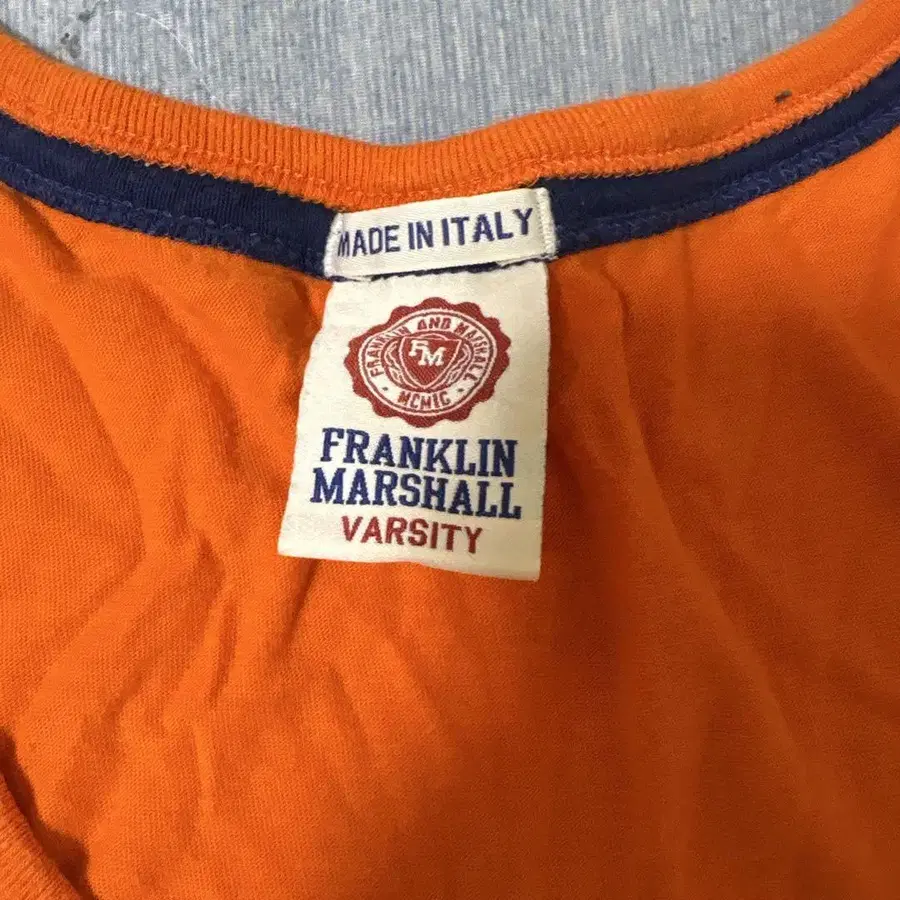 MADE IN ITALY
FRANKLIN AND MARSHALL
FM
MCMIC
FRANKLIN
MARSHALL
VARSITY